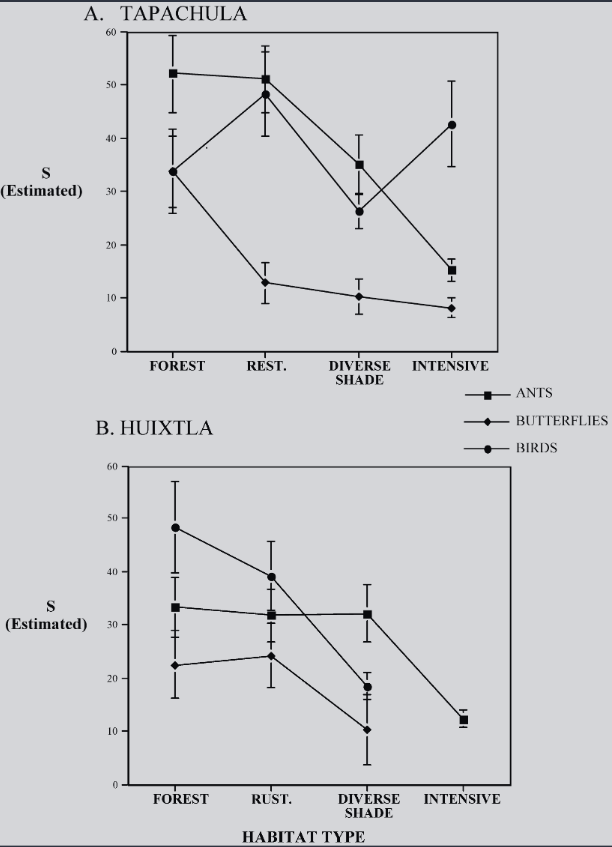 A. TAPACHULA
60
50
40
30
20
10
0
S
(Estimated)
FOREST REST. DIVERSE SHADE INTENSIVE
ANTS
BUTTERFLIES
BIRDS
B. HUIXTLA
60
50
40
30
20
10
0
S
(Estimated)
FOREST RUST. DIVERSE SHADE INTENSIVE
HABITAT TYPE